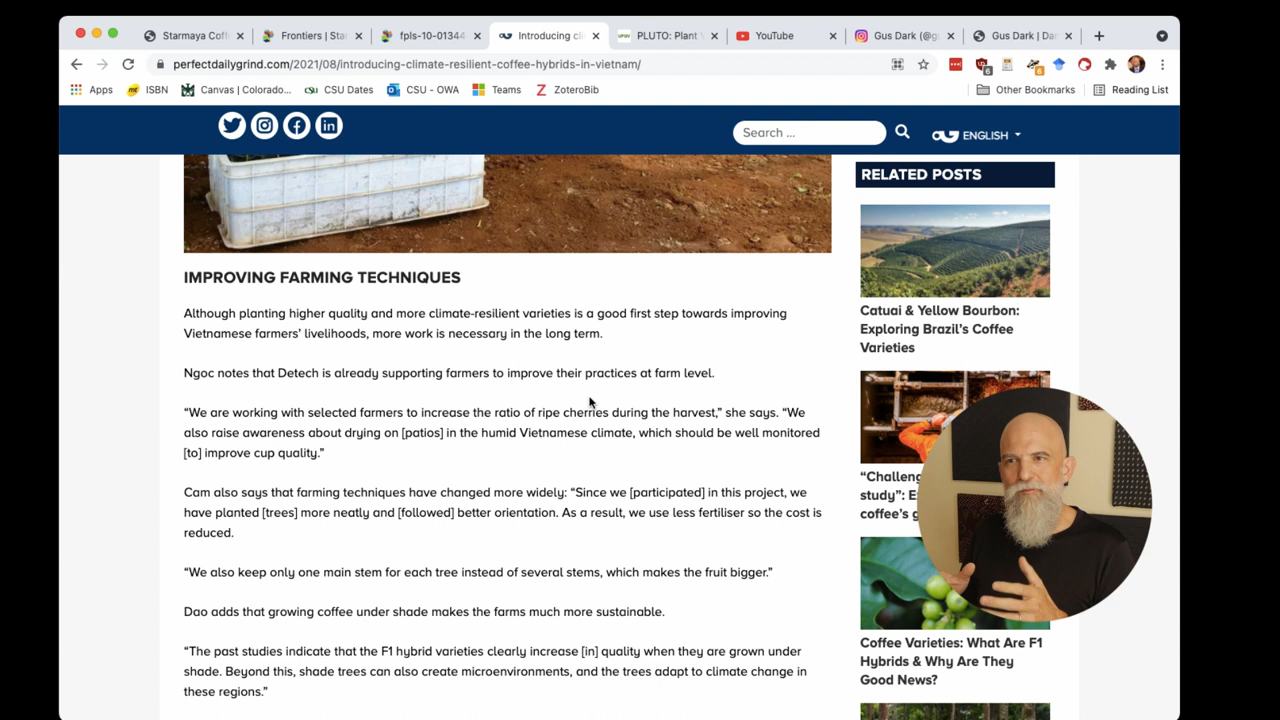 Starmaya Cof
Frontiers | Star
fpls-10-01344
Introducing cl
UPOV
PLUTO: Plant V
YouTube
Gus Dark (@g
Gus Dark | Da
perfectdailygrind.com/2021/08/introducing-climate-resilient-coffee-hybrids-in-vietnam/
6
6
Apps
ISBN
Canvas | Colorado...
CSU
CSU Dates
CSU - OWA
Teams
ZoteroBib
Other Bookmarks
Reading List
Search ...
ENGLISH
RELATED POSTS
Catuai & Yellow Bourbon:
Exploring Brazil’s Coffee
Varieties
“Challeng
study”: E
coffee’s g
Coffee Varieties: What Are F1
Hybrids & Why Are They
Good News?
IMPROVING FARMING TECHNIQUES
Although planting higher quality and more climate-resilient varieties is a good first step towards improving
Vietnamese farmers’ livelihoods, more work is necessary in the long term.
Ngoc notes that Detech is already supporting farmers to improve their practices at farm level.
“We are working with selected farmers to increase the ratio of ripe cherries during the harvest,” she says. “We
also raise awareness about drying on [patios] in the humid Vietnamese climate, which should be well monitored
[to] improve cup quality.”
Cam also says that farming techniques have changed more widely: “Since we [participated] in this project, we
have planted [trees] more neatly and [followed] better orientation. As a result, we use less fertiliser so the cost is
reduced.
“We also keep only one main stem for each tree instead of several stems, which makes the fruit bigger.”
Dao adds that growing coffee under shade makes the farms much more sustainable.
“The past studies indicate that the F1 hybrid varieties clearly increase [in] quality when they are grown under
shade. Beyond this, shade trees can also create microenvironments, and the trees adapt to climate change in
these regions.”